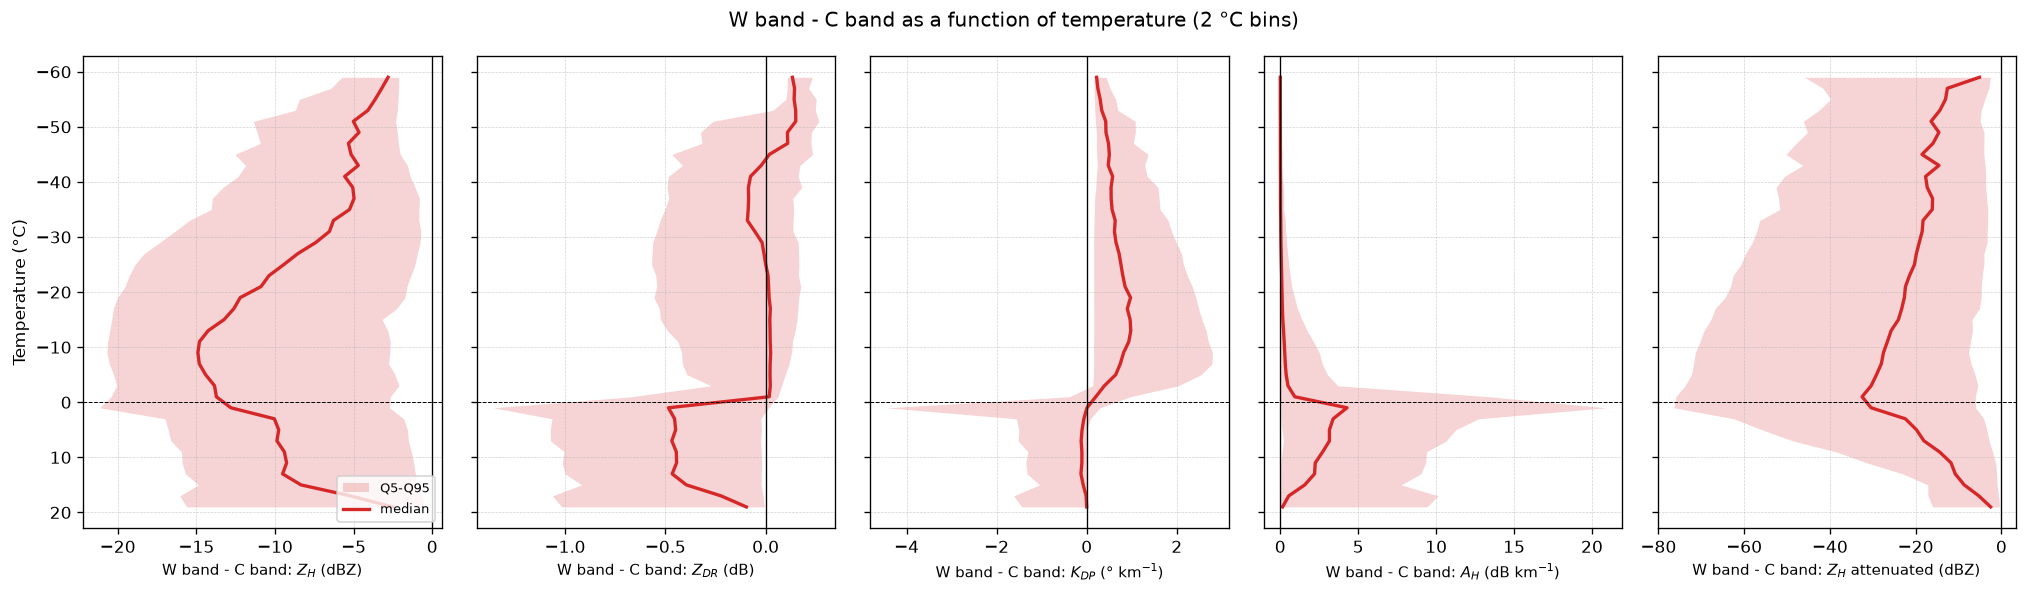 W band - C band as a function of temperature (2 °C bins)
Temperature (°C)
−60
−50
−40
−30
−20
−10
0
10
20
−20 −15 −10 −5 0
W band - C band: Z_H (dBZ)
Q5-Q95
median
−1.0 −0.5 0.0
W band - C band: Z_DR (dB)
−4 −2 0 2
W band - C band: K_DP (° km⁻¹)
0 5 10 15 20
W band - C band: A_H (dB km⁻¹)
−80 −60 −40 −20 0
W band - C band: Z_H attenuated (dBZ)